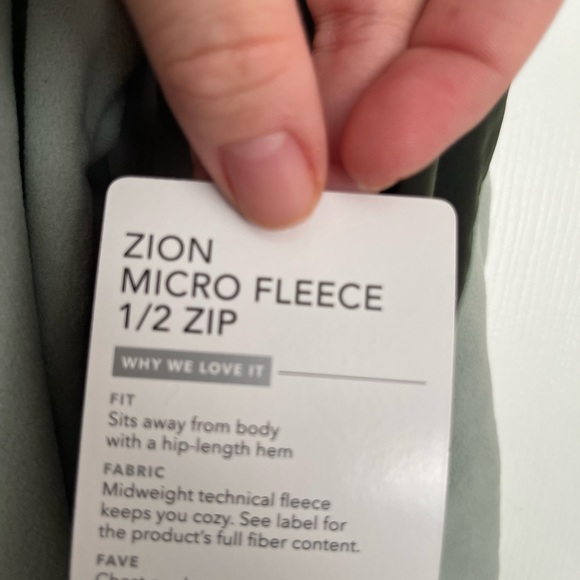 ZION
MICRO FLEECE
1/2 ZIP
WHY WE LOVE IT
FIT
Sits away from body
with a hip-length hem
FABRIC
Midweight technical fleece
keeps you cozy. See label for
the product's full fiber content.
FAVE